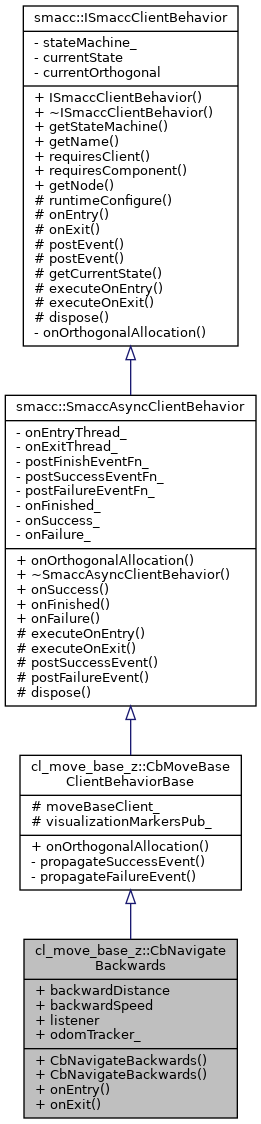 smacc::ISmaccClientBehavior
- stateMachine_
- currentState
- currentOrthogonal
+ ISmaccClientBehavior()
+ ~ISmaccClientBehavior()
+ getStateMachine()
+ getName()
+ requiresClient()
+ requiresComponent()
+ getNode()
# runtimeConfigure()
# onEntry()
# onExit()
# postEvent()
# postEvent()
# getCurrentState()
# executeOnEntry()
# executeOnExit()
# dispose()
- onOrthogonalAllocation()
smacc::SmaccAsyncClientBehavior
- onEntryThread_
- onExitThread_
- postFinishEventFn_
- postSuccessEventFn_
- postFailureEventFn_
- onFinished_
- onSuccess_
- onFailure_
+ onOrthogonalAllocation()
+ ~SmaccAsyncClientBehavior()
+ onSuccess()
+ onFinished()
+ onFailure()
# executeOnEntry()
# executeOnExit()
# postSuccessEvent()
# postFailureEvent()
# dispose()
cl_move_base_z::CbMoveBase
ClientBehaviorBase
# moveBaseClient_
# visualizationMarkersPub_
+ onOrthogonalAllocation()
- propagateSuccessEvent()
- propagateFailureEvent()
cl_move_base_z::CbNavigate
Backwards
+ backwardDistance
+ backwardSpeed
+ listener
+ odomTracker_
+ CbNavigateBackwards()
+ CbNavigateBackwards()
+ onEntry()
+ onExit()